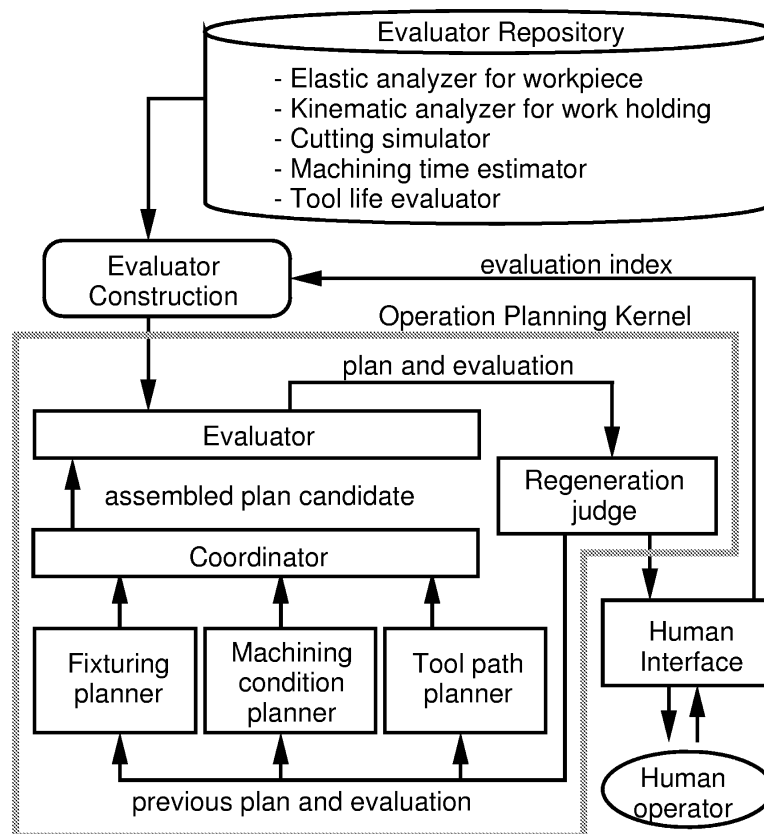 Evaluator Repository
- Elastic analyzer for workpiece
- Kinematic analyzer for work holding
- Cutting simulator
- Machining time estimator
- Tool life evaluator
Evaluator
Construction
evaluation index
Operation Planning Kernel
plan and evaluation
Evaluator
assembled plan candidate
Regeneration
judge
Coordinator
Fixturing
planner
Machining
condition
planner
Tool path
planner
Human
Interface
previous plan and evaluation
Human
operator